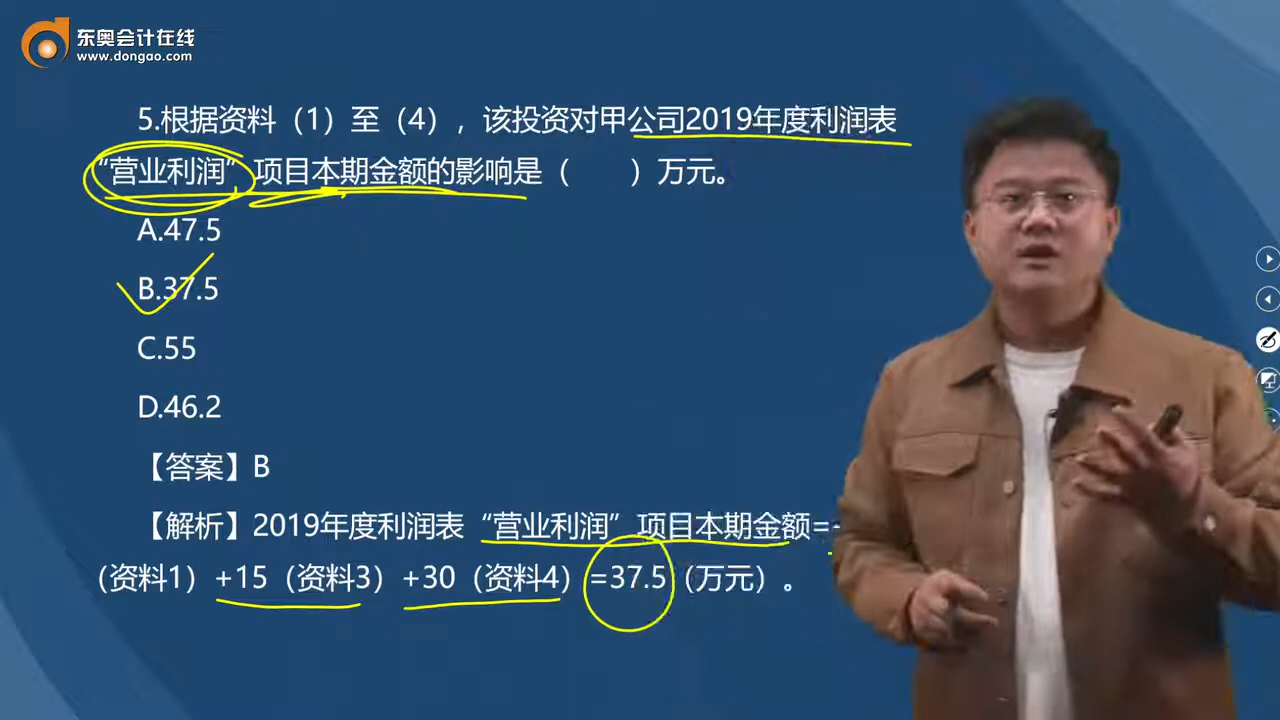 东奥会计在线
www.dongao.com
5.根据资料（1）至（4），该投资对甲公司2019年度利润表
“营业利润”项目本期金额的影响是（  ）万元。
A.47.5
B.37.5
C.55
D.46.2
【答案】B
【解析】2019年度利润表“营业利润”项目本期金额=-
（资料1）+15（资料3）+30（资料4）=37.5（万元）。